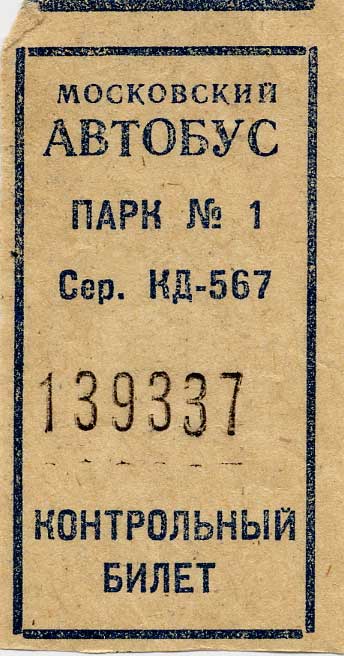 МОСКОВСКИЙ
АВТОБУС
ПАРК № 1
Сер. КД-567
139337
КОНТРОЛЬНЫЙ
БИЛЕТ